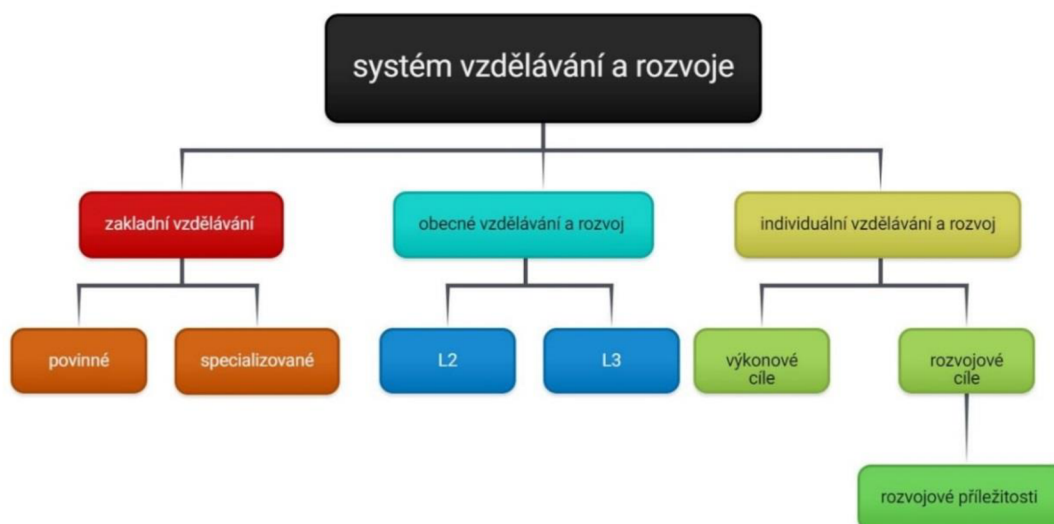 systém vzdělávání a rozvoje
zakladní vzdělávání
obecné vzdělávání a rozvoj
individuální vzdělávání a rozvoj
povinné
specializované
L2
L3
výkonové
cíle
rozvojové
cíle
rozvojové příležitosti